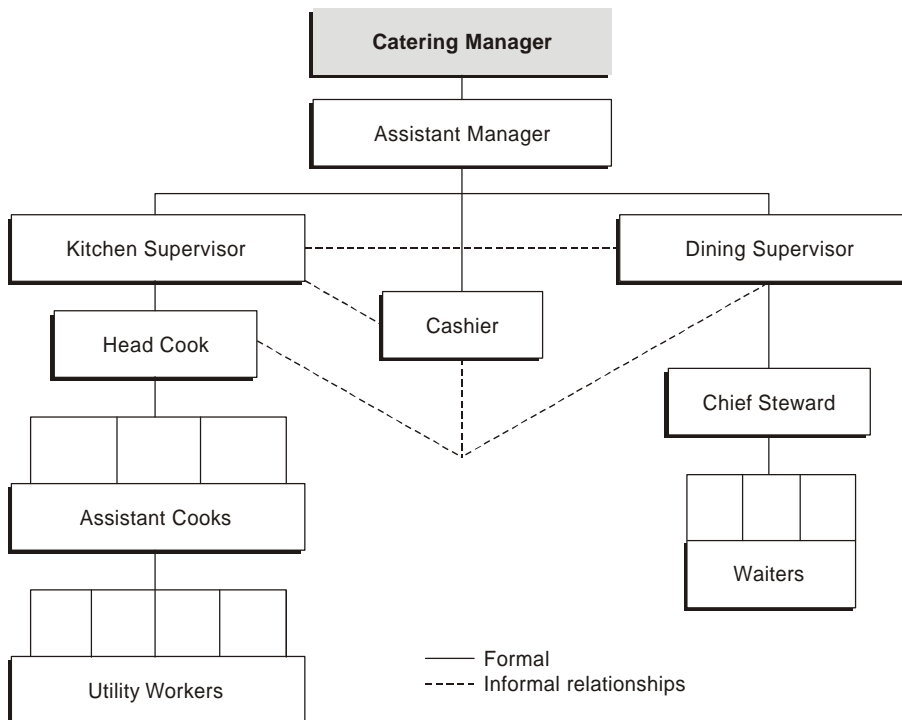 Catering Manager
Assistant Manager
Kitchen Supervisor
Dining Supervisor
Cashier
Head Cook
Chief Steward
Assistant Cooks
Waiters
Formal
Informal relationships
Utility Workers